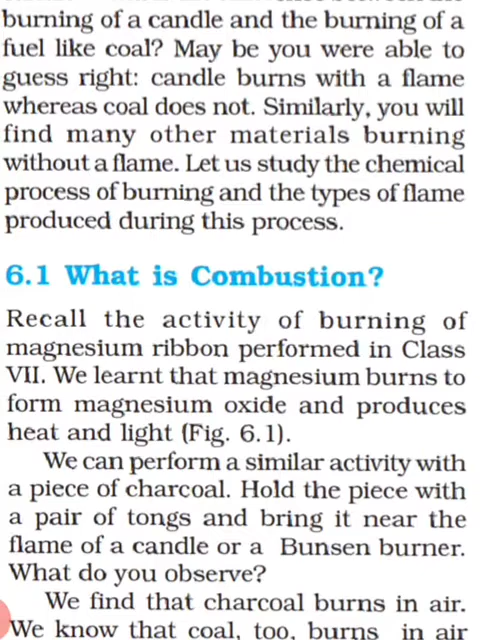 burning of a candle and the burning of a
fuel like coal? May be you were able to
guess right: candle burns with a flame
whereas coal does not. Similarly, you will
find many other materials burning
without a flame. Let us study the chemical
process of burning and the types of flame
produced during this process.
6.1 What is Combustion?
Recall the activity of burning of
magnesium ribbon performed in Class
VII. We learnt that magnesium burns to
form magnesium oxide and produces
heat and light (Fig. 6.1).
We can perform a similar activity with
a piece of charcoal. Hold the piece with
a pair of tongs and bring it near the
flame of a candle or a Bunsen burner.
What do you observe?
We find that charcoal burns in air.
We know that coal, too, burns in air